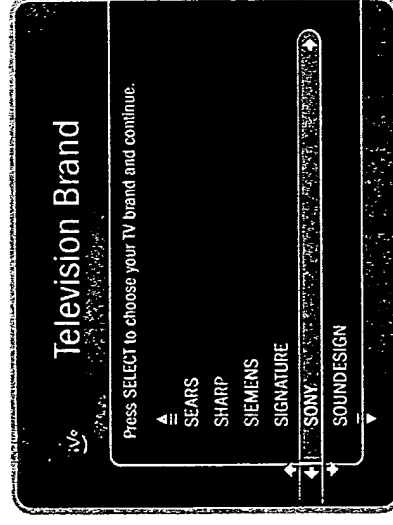 Television Brand
Press SELECT to choose your TV brand and continue.
SEARS
SHARP
SIEMENS
SIGNATURE
SONY
SOUNDESIGN